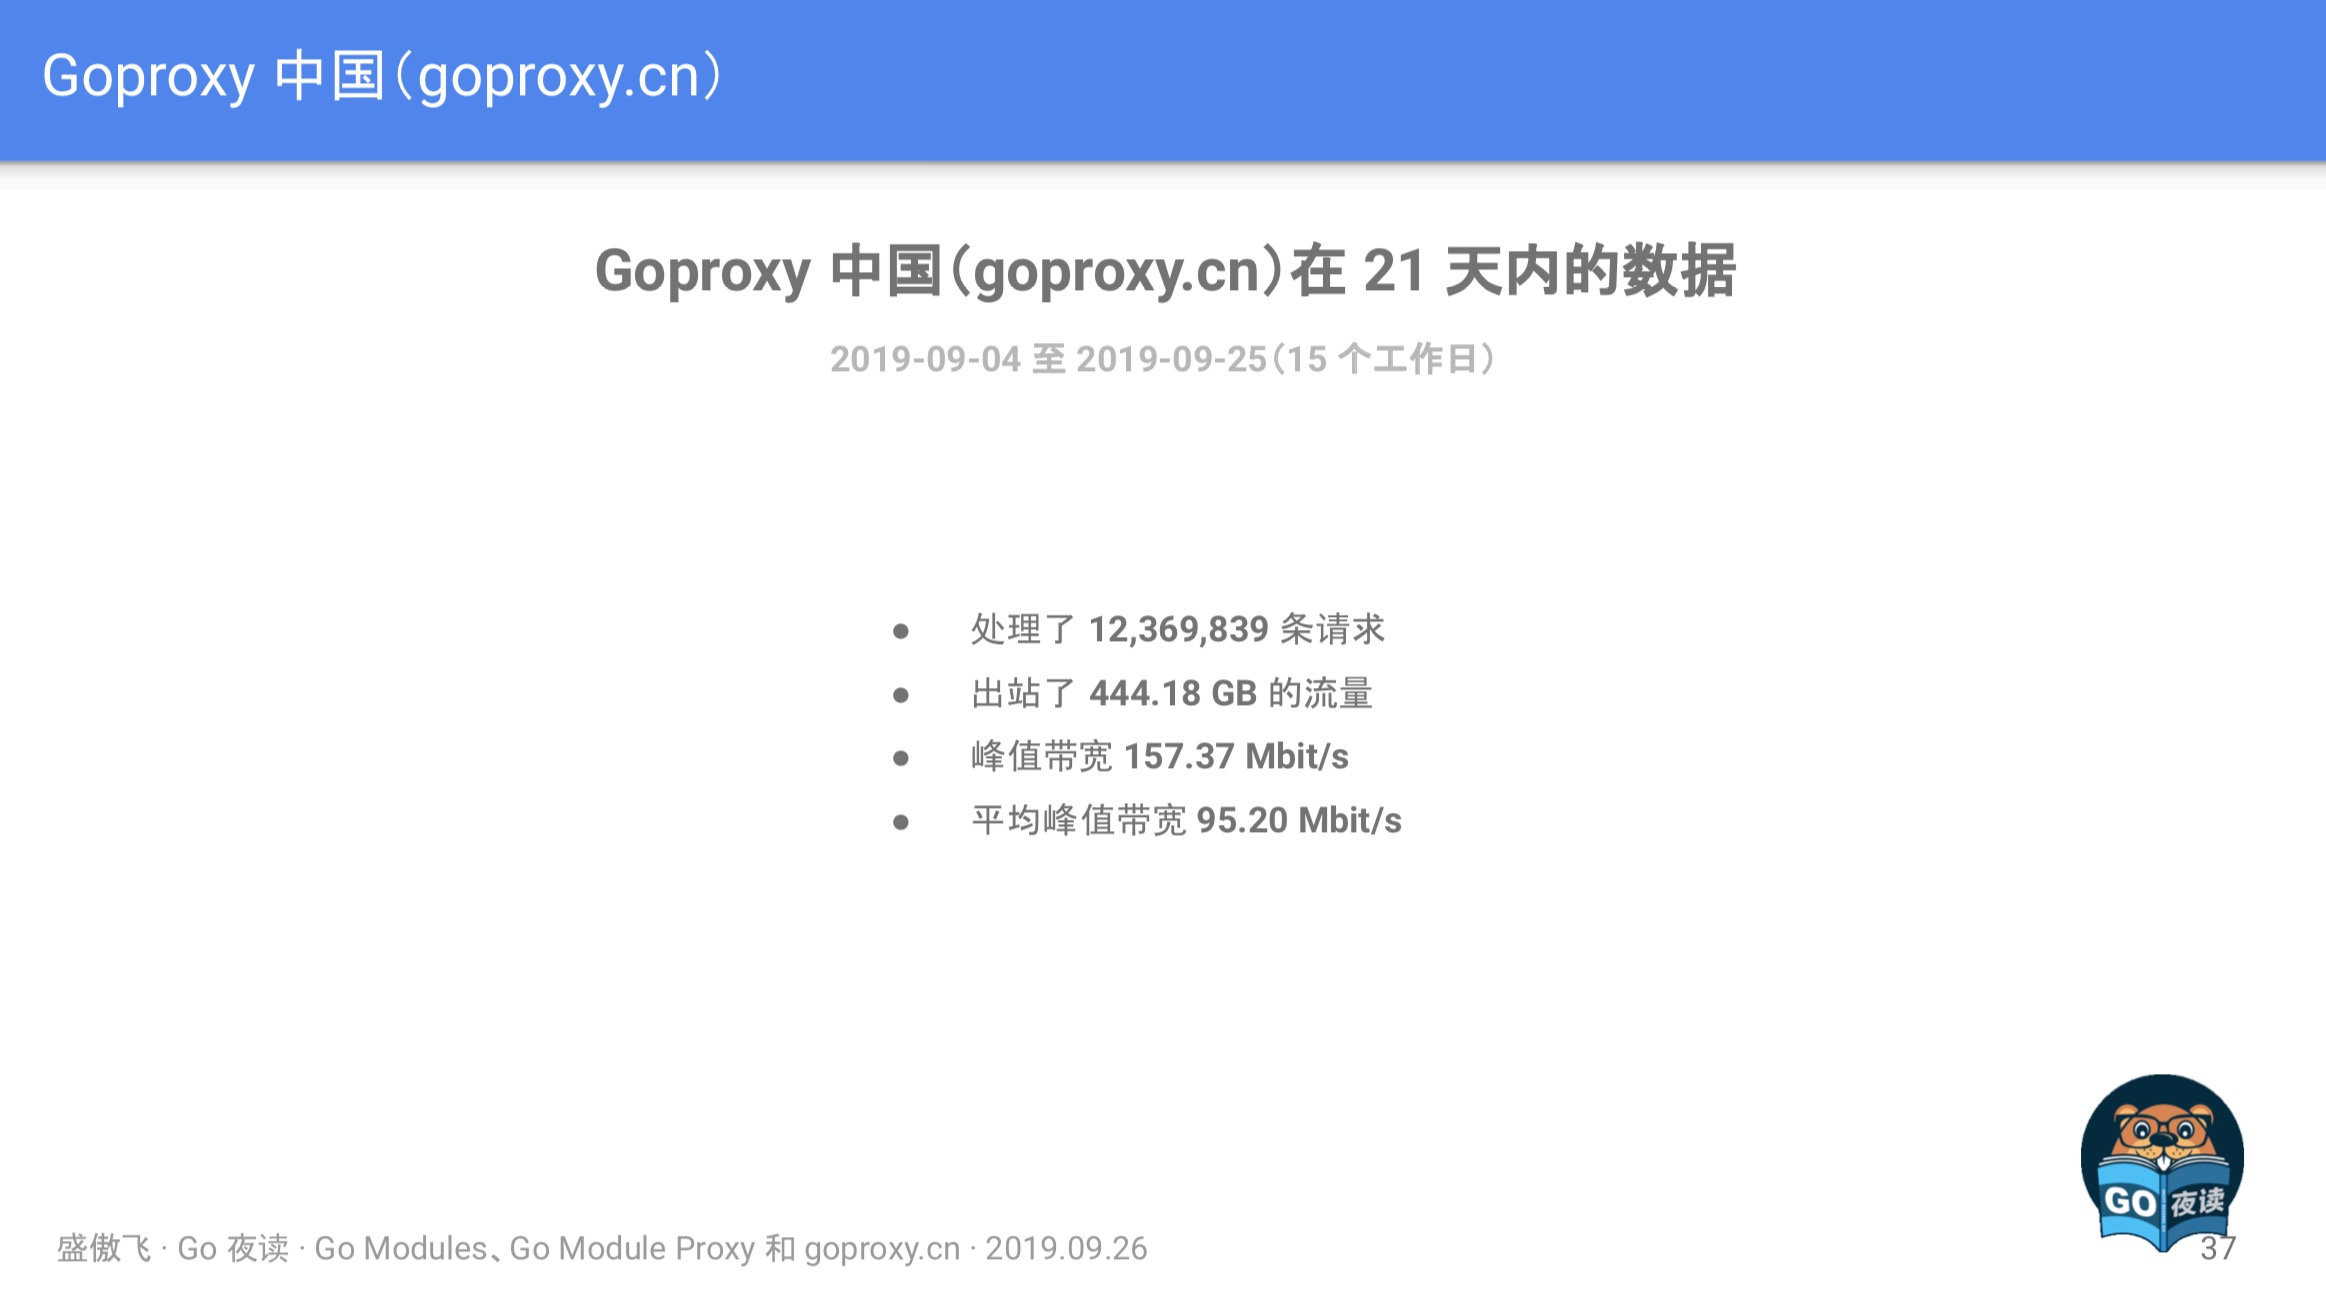 Goproxy 中国（goproxy.cn）
Goproxy 中国（goproxy.cn）在 21 天内的数据
2019-09-04 至 2019-09-25（15 个工作日）
● 处理了 12,369,839 条请求
● 出站了 444.18 GB 的流量
● 峰值带宽 157.37 Mbit/s
● 平均峰值带宽 95.20 Mbit/s
GO 夜读
盛傲飞 · Go 夜读 · Go Modules、Go Module Proxy 和 goproxy.cn · 2019.09.26
37